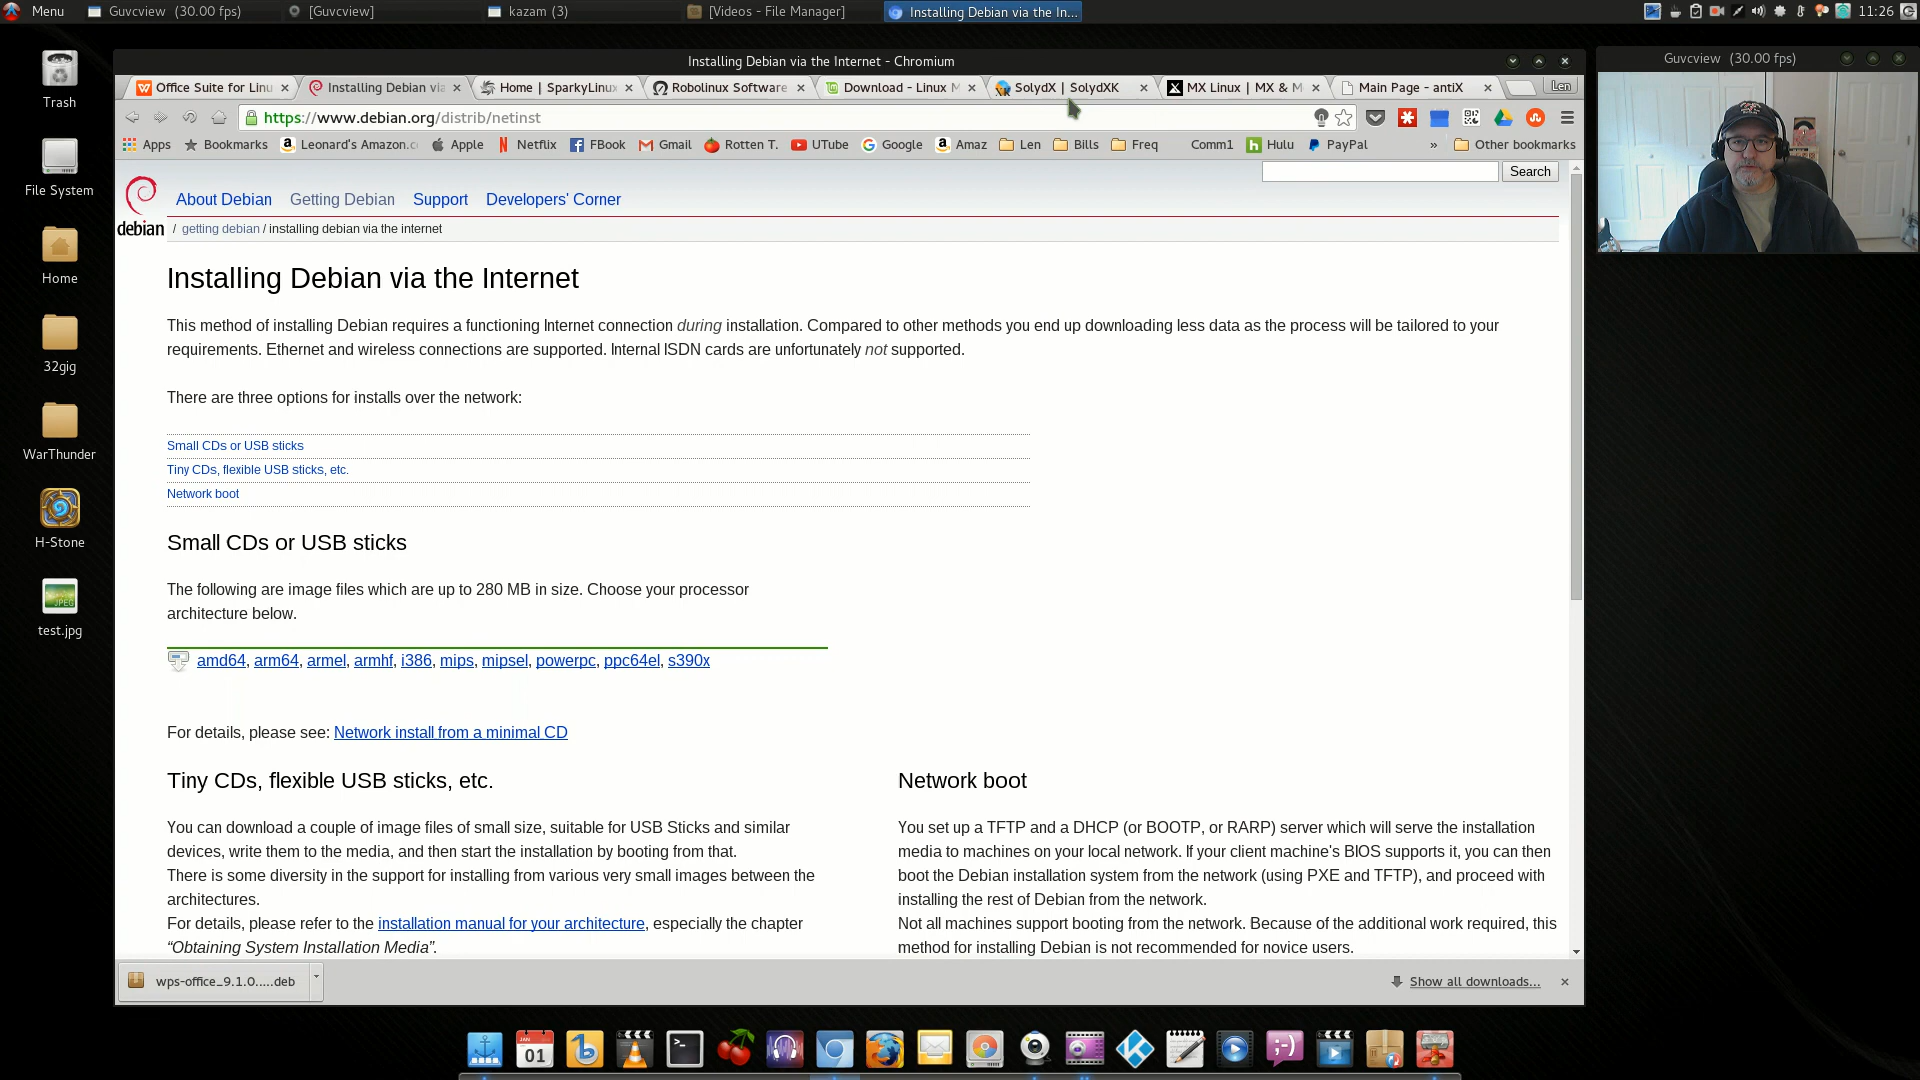 Menu Guvcview (30.00 fps) [Guvcview] kazam (3) [Videos - File Manager] Installing Debian via the In... 11:26
Installing Debian via the Internet - Chromium
Guvcview (30.00 fps)
Office Suite for Linu Installing Debian via Home | SparkyLinux Robolinux Software Download - Linux M SolydX | SolydXK MX Linux | MX & M Main Page - antiX Len
https://www.debian.org/distrib/netinst
Apps Bookmarks Leonard's Amazon.c Apple Netflix FBook Gmail Rotten T. UTube Google Amaz Len Bills Freq Comm1 Hulu PayPal » Other bookmarks
Search
About Debian Getting Debian Support Developers' Corner
debian / getting debian / installing debian via the internet
Installing Debian via the Internet
This method of installing Debian requires a functioning Internet connection during installation. Compared to other methods you end up downloading less data as the process will be tailored to your
requirements. Ethernet and wireless connections are supported. Internal ISDN cards are unfortunately not supported.
There are three options for installs over the network:
Small CDs or USB sticks
Tiny CDs, flexible USB sticks, etc.
Network boot
Small CDs or USB sticks
The following are image files which are up to 280 MB in size. Choose your processor
architecture below.
amd64, arm64, armel, armhf, i386, mips, mipsel, powerpc, ppc64el, s390x
For details, please see: Network install from a minimal CD
Tiny CDs, flexible USB sticks, etc.
You can download a couple of image files of small size, suitable for USB Sticks and similar
devices, write them to the media, and then start the installation by booting from that.
There is some diversity in the support for installing from various very small images between the
architectures.
For details, please refer to the installation manual for your architecture, especially the chapter
“Obtaining System Installation Media”.
Network boot
You set up a TFTP and a DHCP (or BOOTP, or RARP) server which will serve the installation
media to machines on your local network. If your client machine's BIOS supports it, you can then
boot the Debian installation system from the network (using PXE and TFTP), and proceed with
installing the rest of Debian from the network.
Not all machines support booting from the network. Because of the additional work required, this
method for installing Debian is not recommended for novice users.
wps-office_9.1.0.....deb
Show all downloads...
Trash
File System
Home
32gig
WarThunder
H-Stone
JPEG
test.jpg
JAN
01